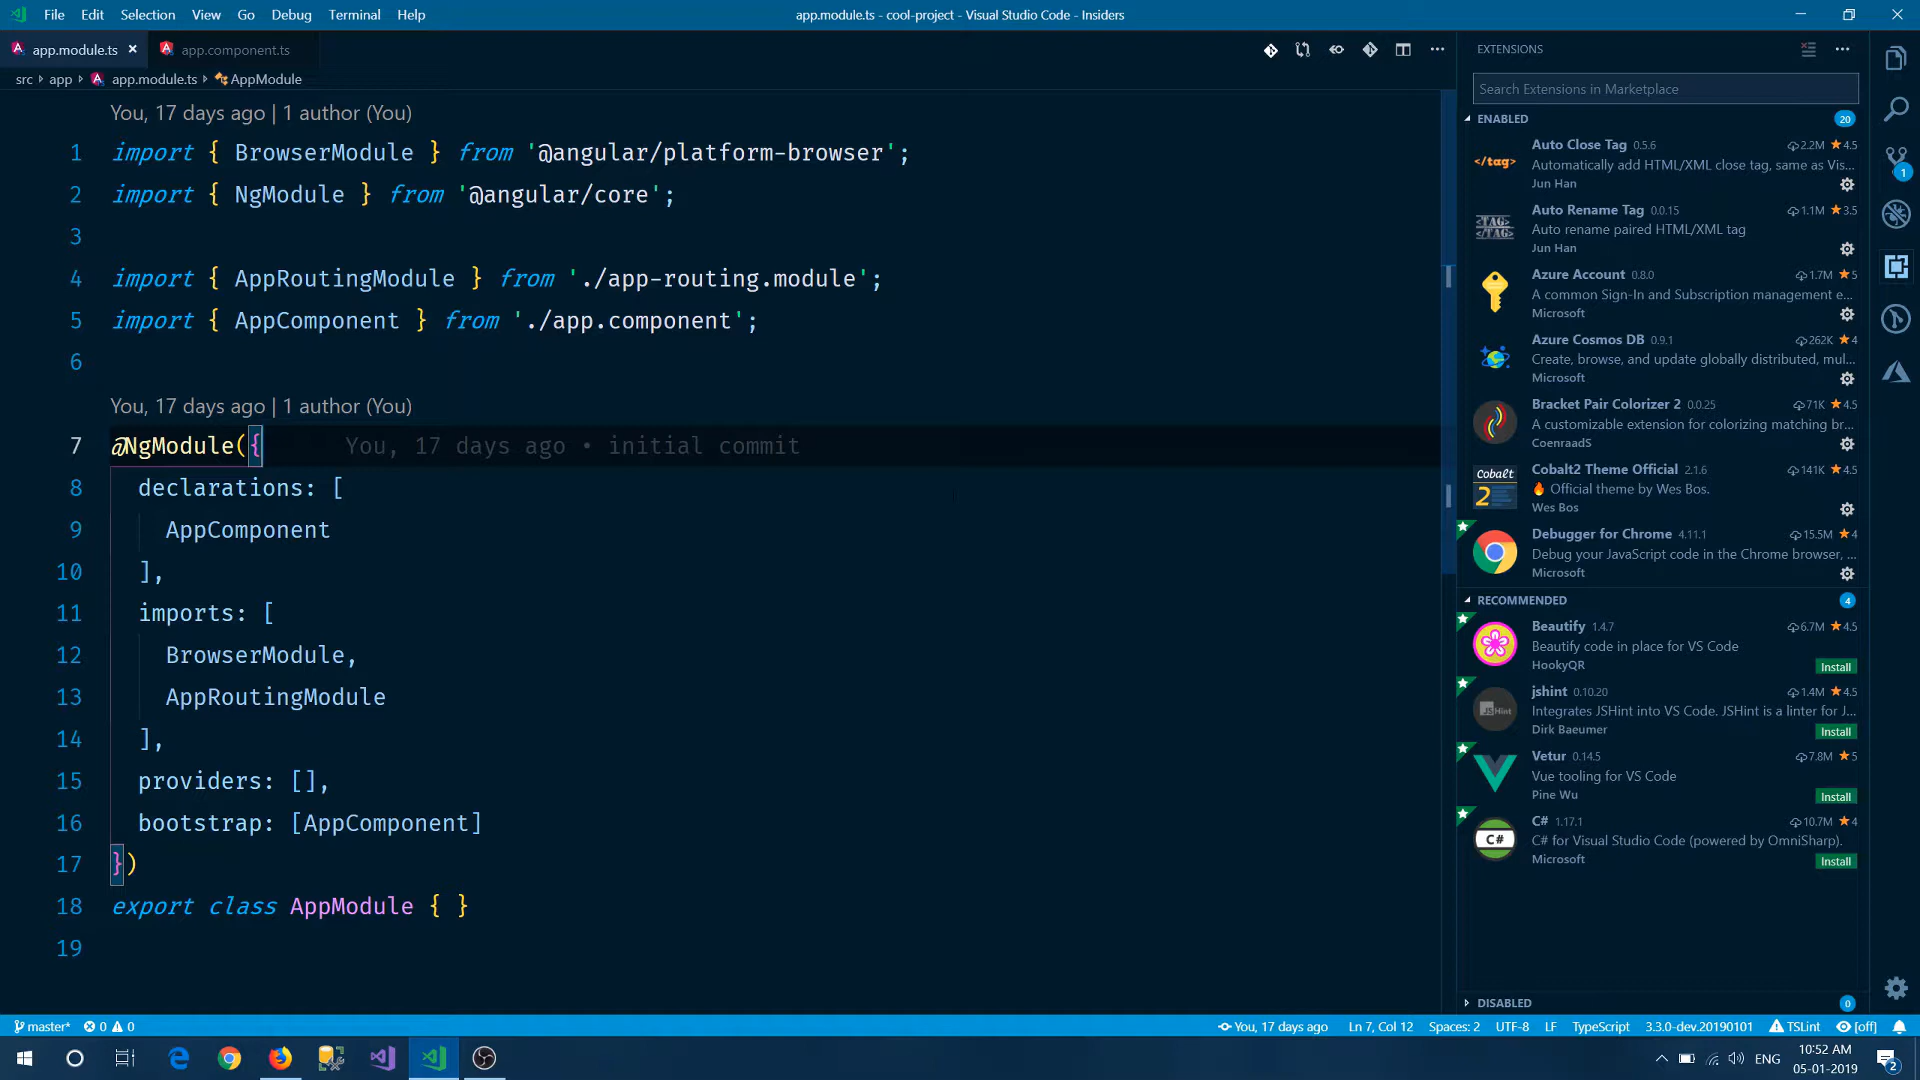 File Edit Selection View Go Debug Terminal Help
app.module.ts - cool-project - Visual Studio Code - Insiders
app.module.ts app.component.ts
src app app.module.ts AppModule
You, 17 days ago | 1 author (You)
1 import { BrowserModule } from '@angular/platform-browser';
2 import { NgModule } from '@angular/core';
3
4 import { AppRoutingModule } from './app-routing.module';
5 import { AppComponent } from './app.component';
6
You, 17 days ago | 1 author (You)
7 @NgModule({ You, 17 days ago • initial commit
8 declarations: [
9 AppComponent
10 ],
11 imports: [
12 BrowserModule,
13 AppRoutingModule
14 ],
15 providers: [],
16 bootstrap: [AppComponent]
17 })
18 export class AppModule { }
19
EXTENSIONS
Search Extensions in Marketplace
ENABLED 20
</tag>
Auto Close Tag 0.5.6 2.2M 4.5
Automatically add HTML/XML close tag, same as Vis...
Jun Han
<TAG>
</TAG>
Auto Rename Tag 0.0.15 1.1M 3.5
Auto rename paired HTML/XML tag
Jun Han
Azure Account 0.8.0 1.7M 5
A common Sign-In and Subscription management e...
Microsoft
Azure Cosmos DB 0.9.1 262K 4
Create, browse, and update globally distributed, mul...
Microsoft
Bracket Pair Colorizer 2 0.0.25 71K 4.5
A customizable extension for colorizing matching br...
CoenraadS
Cobalt
2
Cobalt2 Theme Official 2.1.6 141K 4.5
🔥 Official theme by Wes Bos.
Wes Bos
Debugger for Chrome 4.11.1 15.5M 4
Debug your JavaScript code in the Chrome browser, ...
Microsoft
RECOMMENDED 4
Beautify 1.4.7 6.7M 4.5
Beautify code in place for VS Code
HookyQR Install
JSHint
jshint 0.10.20 1.4M 4.5
Integrates JSHint into VS Code. JSHint is a linter for J...
Dirk Baeumer Install
Vetur 0.14.5 7.8M 5
Vue tooling for VS Code
Pine Wu Install
C#
C# 1.17.1 10.7M 4
C# for Visual Studio Code (powered by OmniSharp).
Microsoft Install
DISABLED 0
1
master* 0 0 You, 17 days ago Ln 7, Col 12 Spaces: 2 UTF-8 LF TypeScript 3.3.0-dev.20190101 TSLint [off]
ENG 10:52 AM
05-01-2019
2